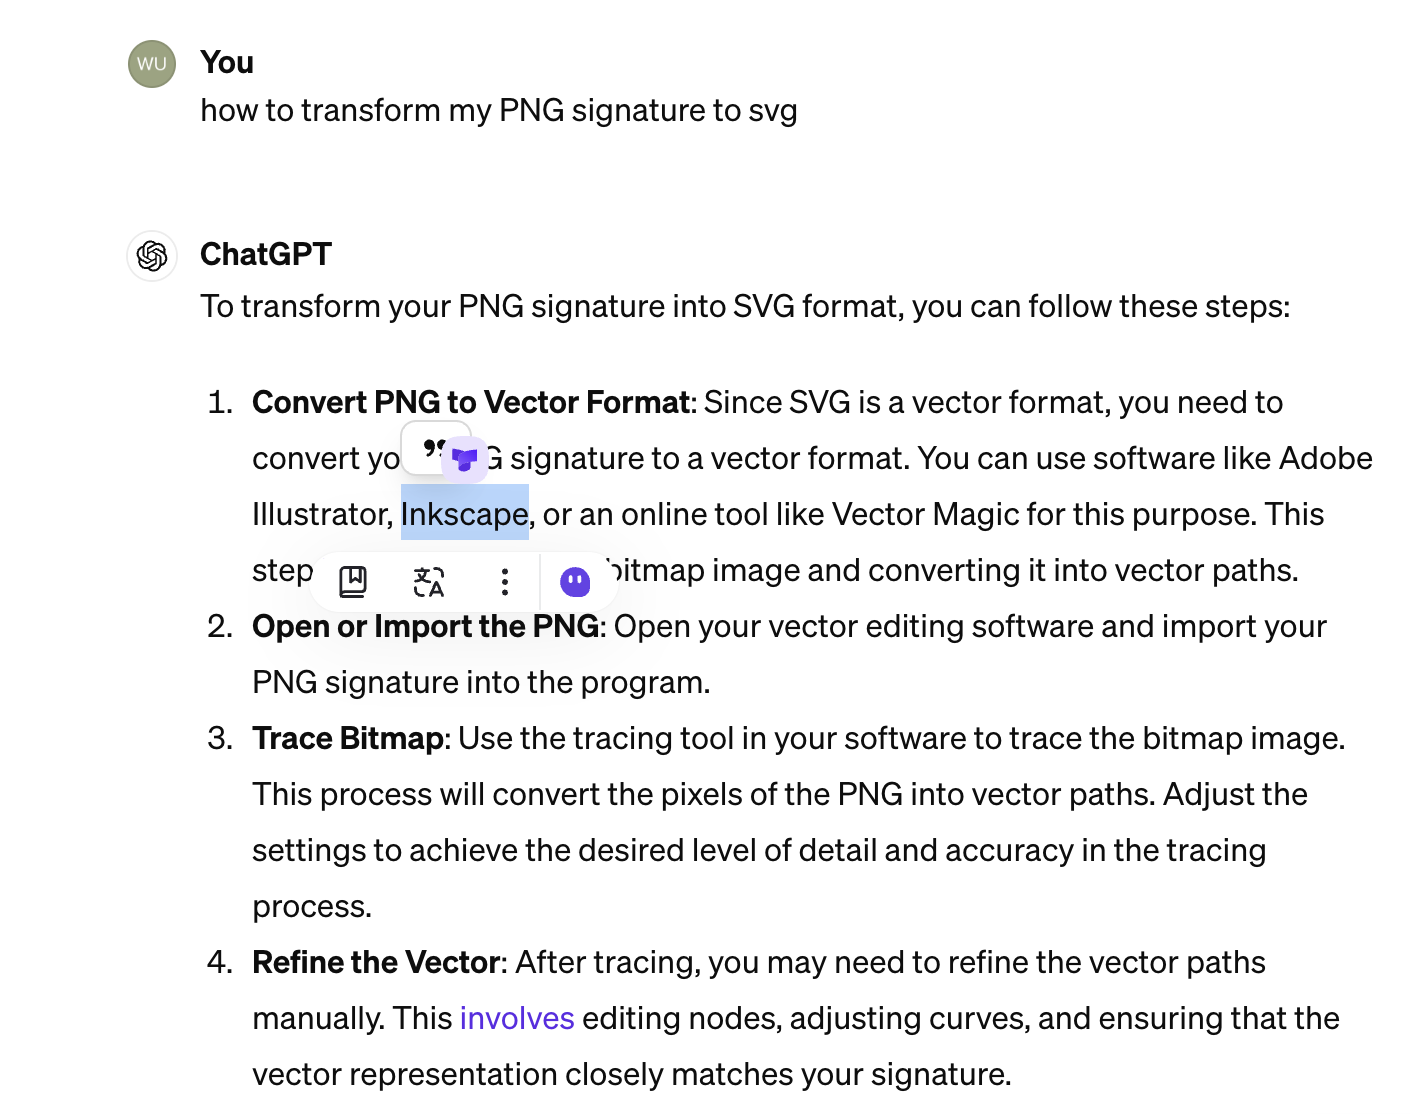 WU
You
how to transform my PNG signature to svg
ChatGPT
To transform your PNG signature into SVG format, you can follow these steps:
1. Convert PNG to Vector Format: Since SVG is a vector format, you need to
convert yo G signature to a vector format. You can use software like Adobe
Illustrator, Inkscape, or an online tool like Vector Magic for this purpose. This
step bitmap image and converting it into vector paths.
2. Open or Import the PNG: Open your vector editing software and import your
PNG signature into the program.
3. Trace Bitmap: Use the tracing tool in your software to trace the bitmap image.
This process will convert the pixels of the PNG into vector paths. Adjust the
settings to achieve the desired level of detail and accuracy in the tracing
process.
4. Refine the Vector: After tracing, you may need to refine the vector paths
manually. This involves editing nodes, adjusting curves, and ensuring that the
vector representation closely matches your signature.